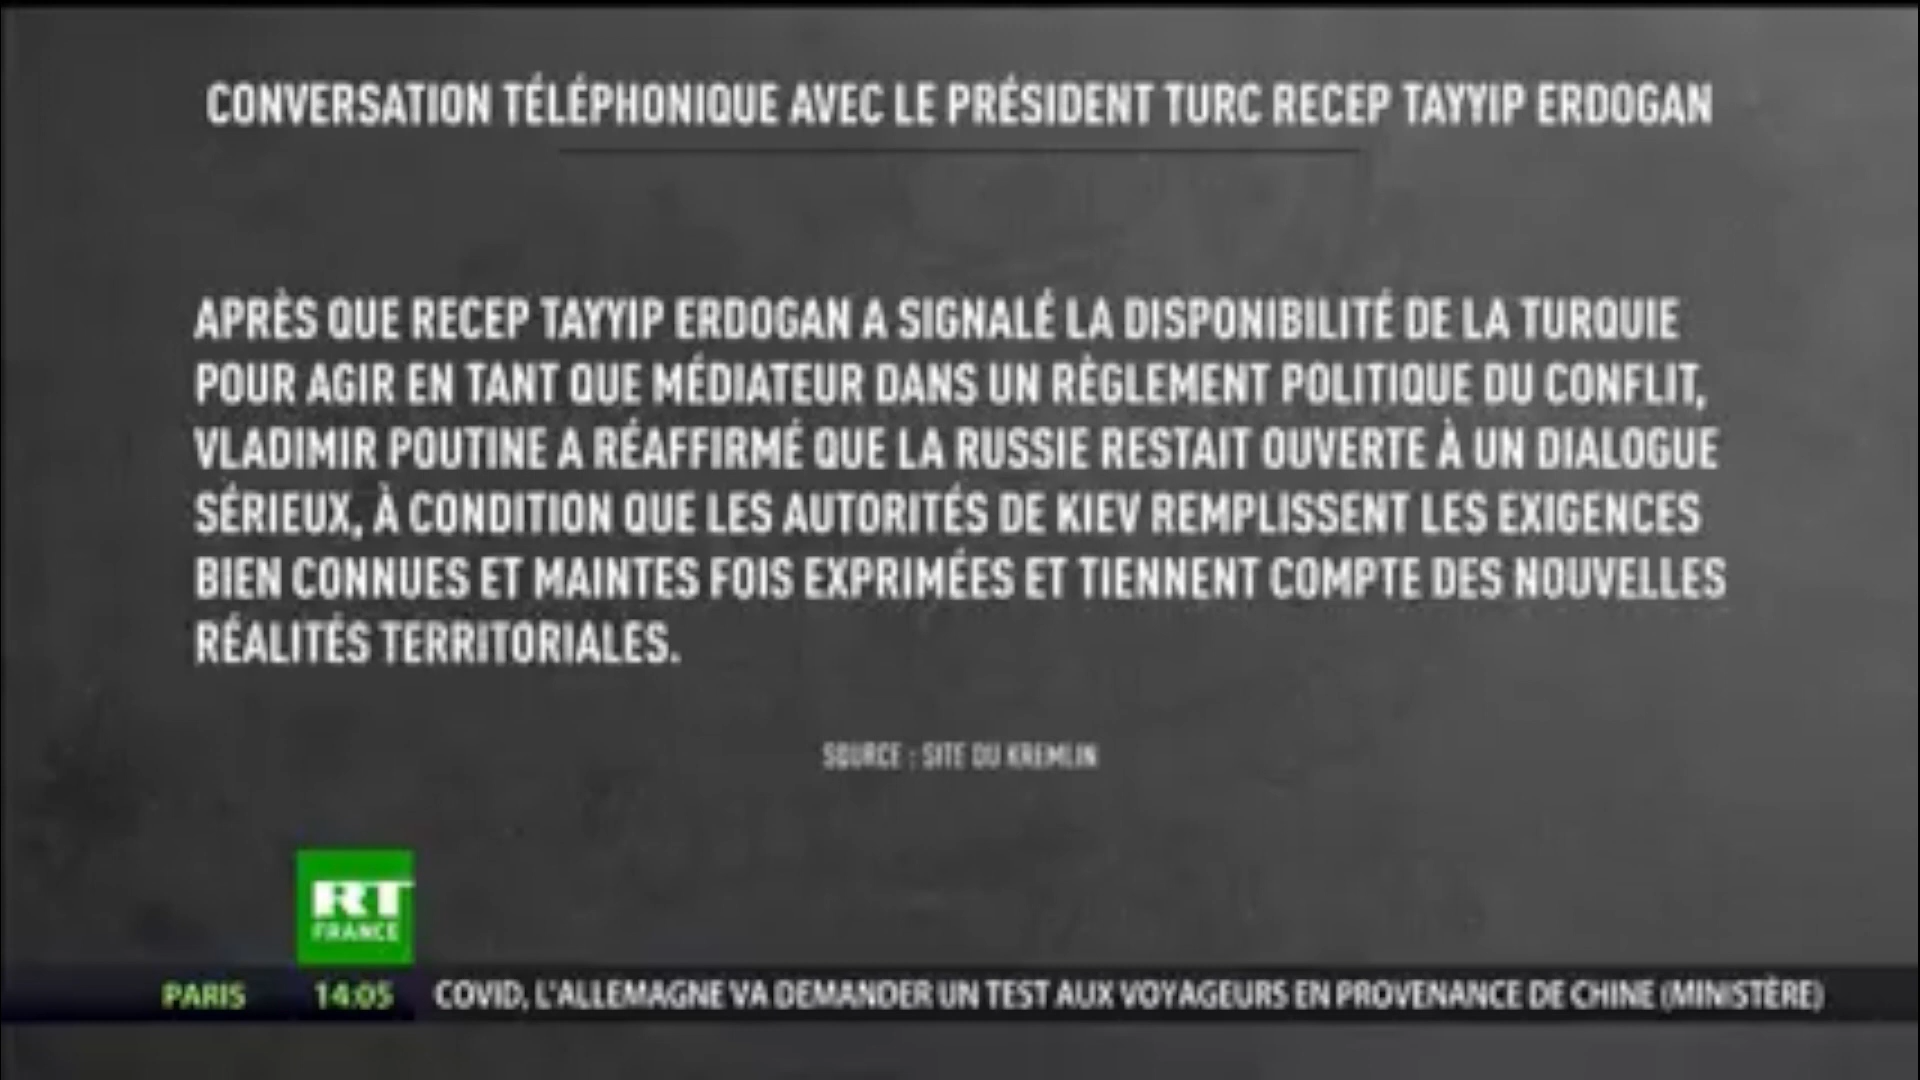 CONVERSATION TÉLÉPHONIQUE AVEC LE PRÉSIDENT TURC RECEP TAYYIP ERDOGAN
APRÈS QUE RECEP TAYYIP ERDOGAN A SIGNALÉ LA DISPONIBILITÉ DE LA TURQUIE
POUR AGIR EN TANT QUE MÉDIATEUR DANS UN RÈGLEMENT POLITIQUE DU CONFLIT,
VLADIMIR POUTINE A RÉAFFIRMÉ QUE LA RUSSIE RESTAIT OUVERTE À UN DIALOGUE
SÉRIEUX, À CONDITION QUE LES AUTORITÉS DE KIEV REMPLISSENT LES EXIGENCES
BIEN CONNUES ET MAINTES FOIS EXPRIMÉES ET TIENNENT COMPTE DES NOUVELLES
RÉALITÉS TERRITORIALES.
SOURCE : SITE DU KREMLIN
RT
FRANCE
PARIS 14:05 COVID, L'ALLEMAGNE VA DEMANDER UN TEST AUX VOYAGEURS EN PROVENANCE DE CHINE (MINISTÈRE)